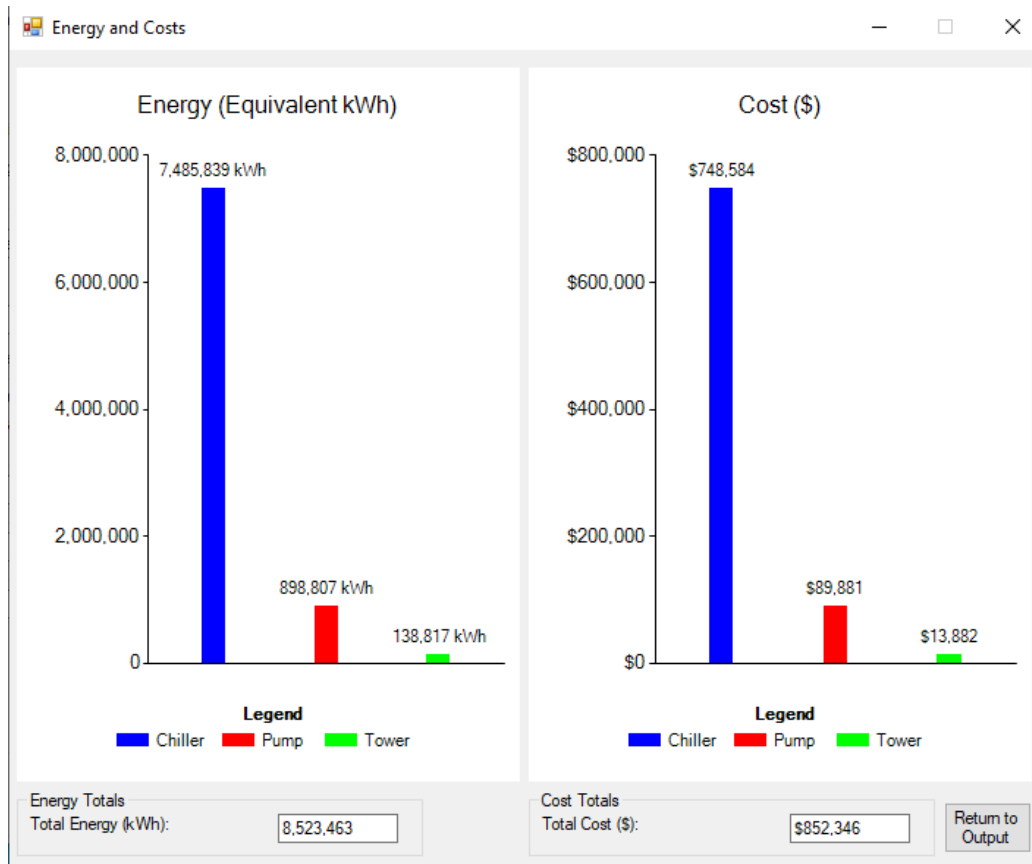 Energy and Costs
Energy (Equivalent kWh)
8,000,000
7,485,839 kWh
6,000,000
4,000,000
2,000,000
898,807 kWh
138,817 kWh
0
Legend
Chiller Pump Tower
Cost ($)
$800,000
$748,584
$600,000
$400,000
$200,000
$89,881
$13,882
$0
Legend
Chiller Pump Tower
Energy Totals
Total Energy (kWh): 8,523,463
Cost Totals
Total Cost ($): $852,346
Return to
Output